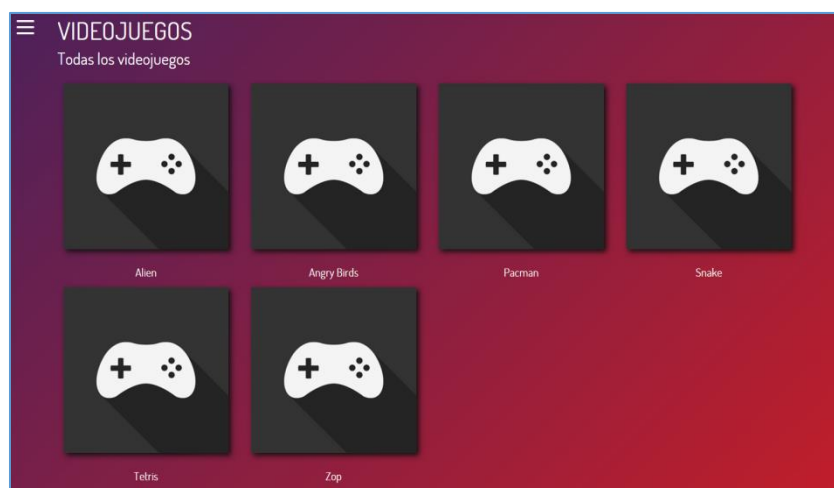 VIDEOJUEGOS
Todas los videojuegos
Alien
Angry Birds
Pacman
Snake
Tetris
Zop